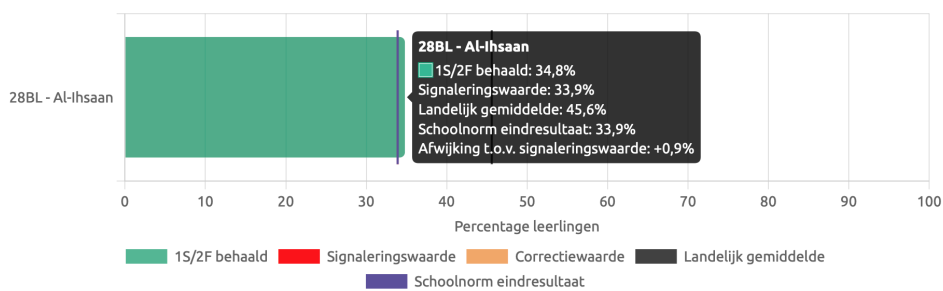 28BL - Al-Ihsaan
1S/2F behaald: 34,8%
Signaleringswaarde: 33,9%
Landelijk gemiddelde: 45,6%
Schoolnorm eindresultaat: 33,9%
Afwijking t.o.v. signaleringswaarde: +0,9%
28BL - Al-Ihsaan
0 10 20 30 40 50 60 70 80 90 100
Percentage leerlingen
1S/2F behaald Signaleringswaarde Correctiewaarde Landelijk gemiddelde
Schoolnorm eindresultaat